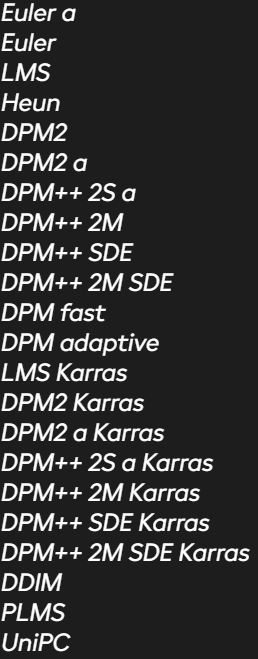 Euler a
Euler
LMS
Heun
DPM2
DPM2 a
DPM++ 2S a
DPM++ 2M
DPM++ SDE
DPM++ 2M SDE
DPM fast
DPM adaptive
LMS Karras
DPM2 Karras
DPM2 a Karras
DPM++ 2S a Karras
DPM++ 2M Karras
DPM++ SDE Karras
DPM++ 2M SDE Karras
DDIM
PLMS
UniPC